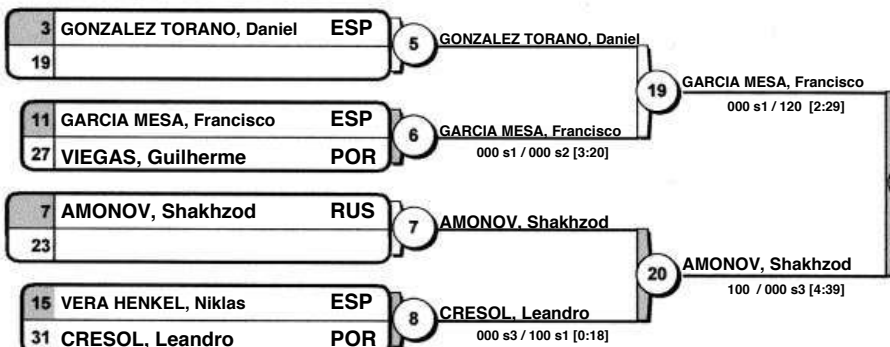 3 GONZALEZ TORANO, Daniel ESP
19
5 GONZALEZ TORANO, Daniel
11 GARCIA MESA, Francisco ESP
27 VIEGAS, Guilherme POR
6 GARCIA MESA, Francisco
000 s1 / 000 s2 [3:20]
19 GARCIA MESA, Francisco
000 s1 / 120 [2:29]
7 AMONOV, Shakhzod RUS
23
7 AMONOV, Shakhzod
15 VERA HENKEL, Niklas ESP
31 CRESOL, Leandro POR
8 CRESOL, Leandro
000 s3 / 100 s1 [0:18]
20 AMONOV, Shakhzod
100 / 000 s3 [4:39]